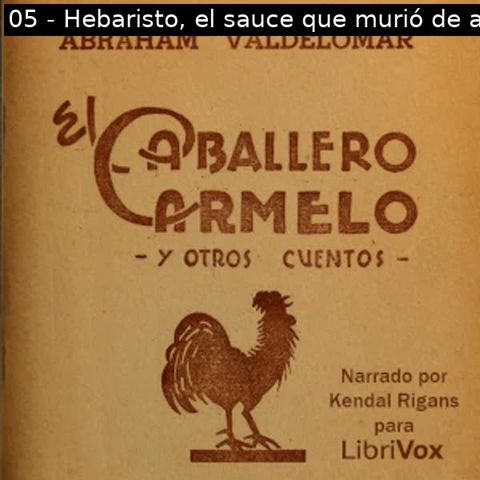 05 - Hebaristo, el sauce que murió de a
ABRAHAM VALDELOMAR
El CABALLERO
CARMELO
- Y OTROS CUENTOS -
Narrado por
Kendal Rigans
para
LibriVox